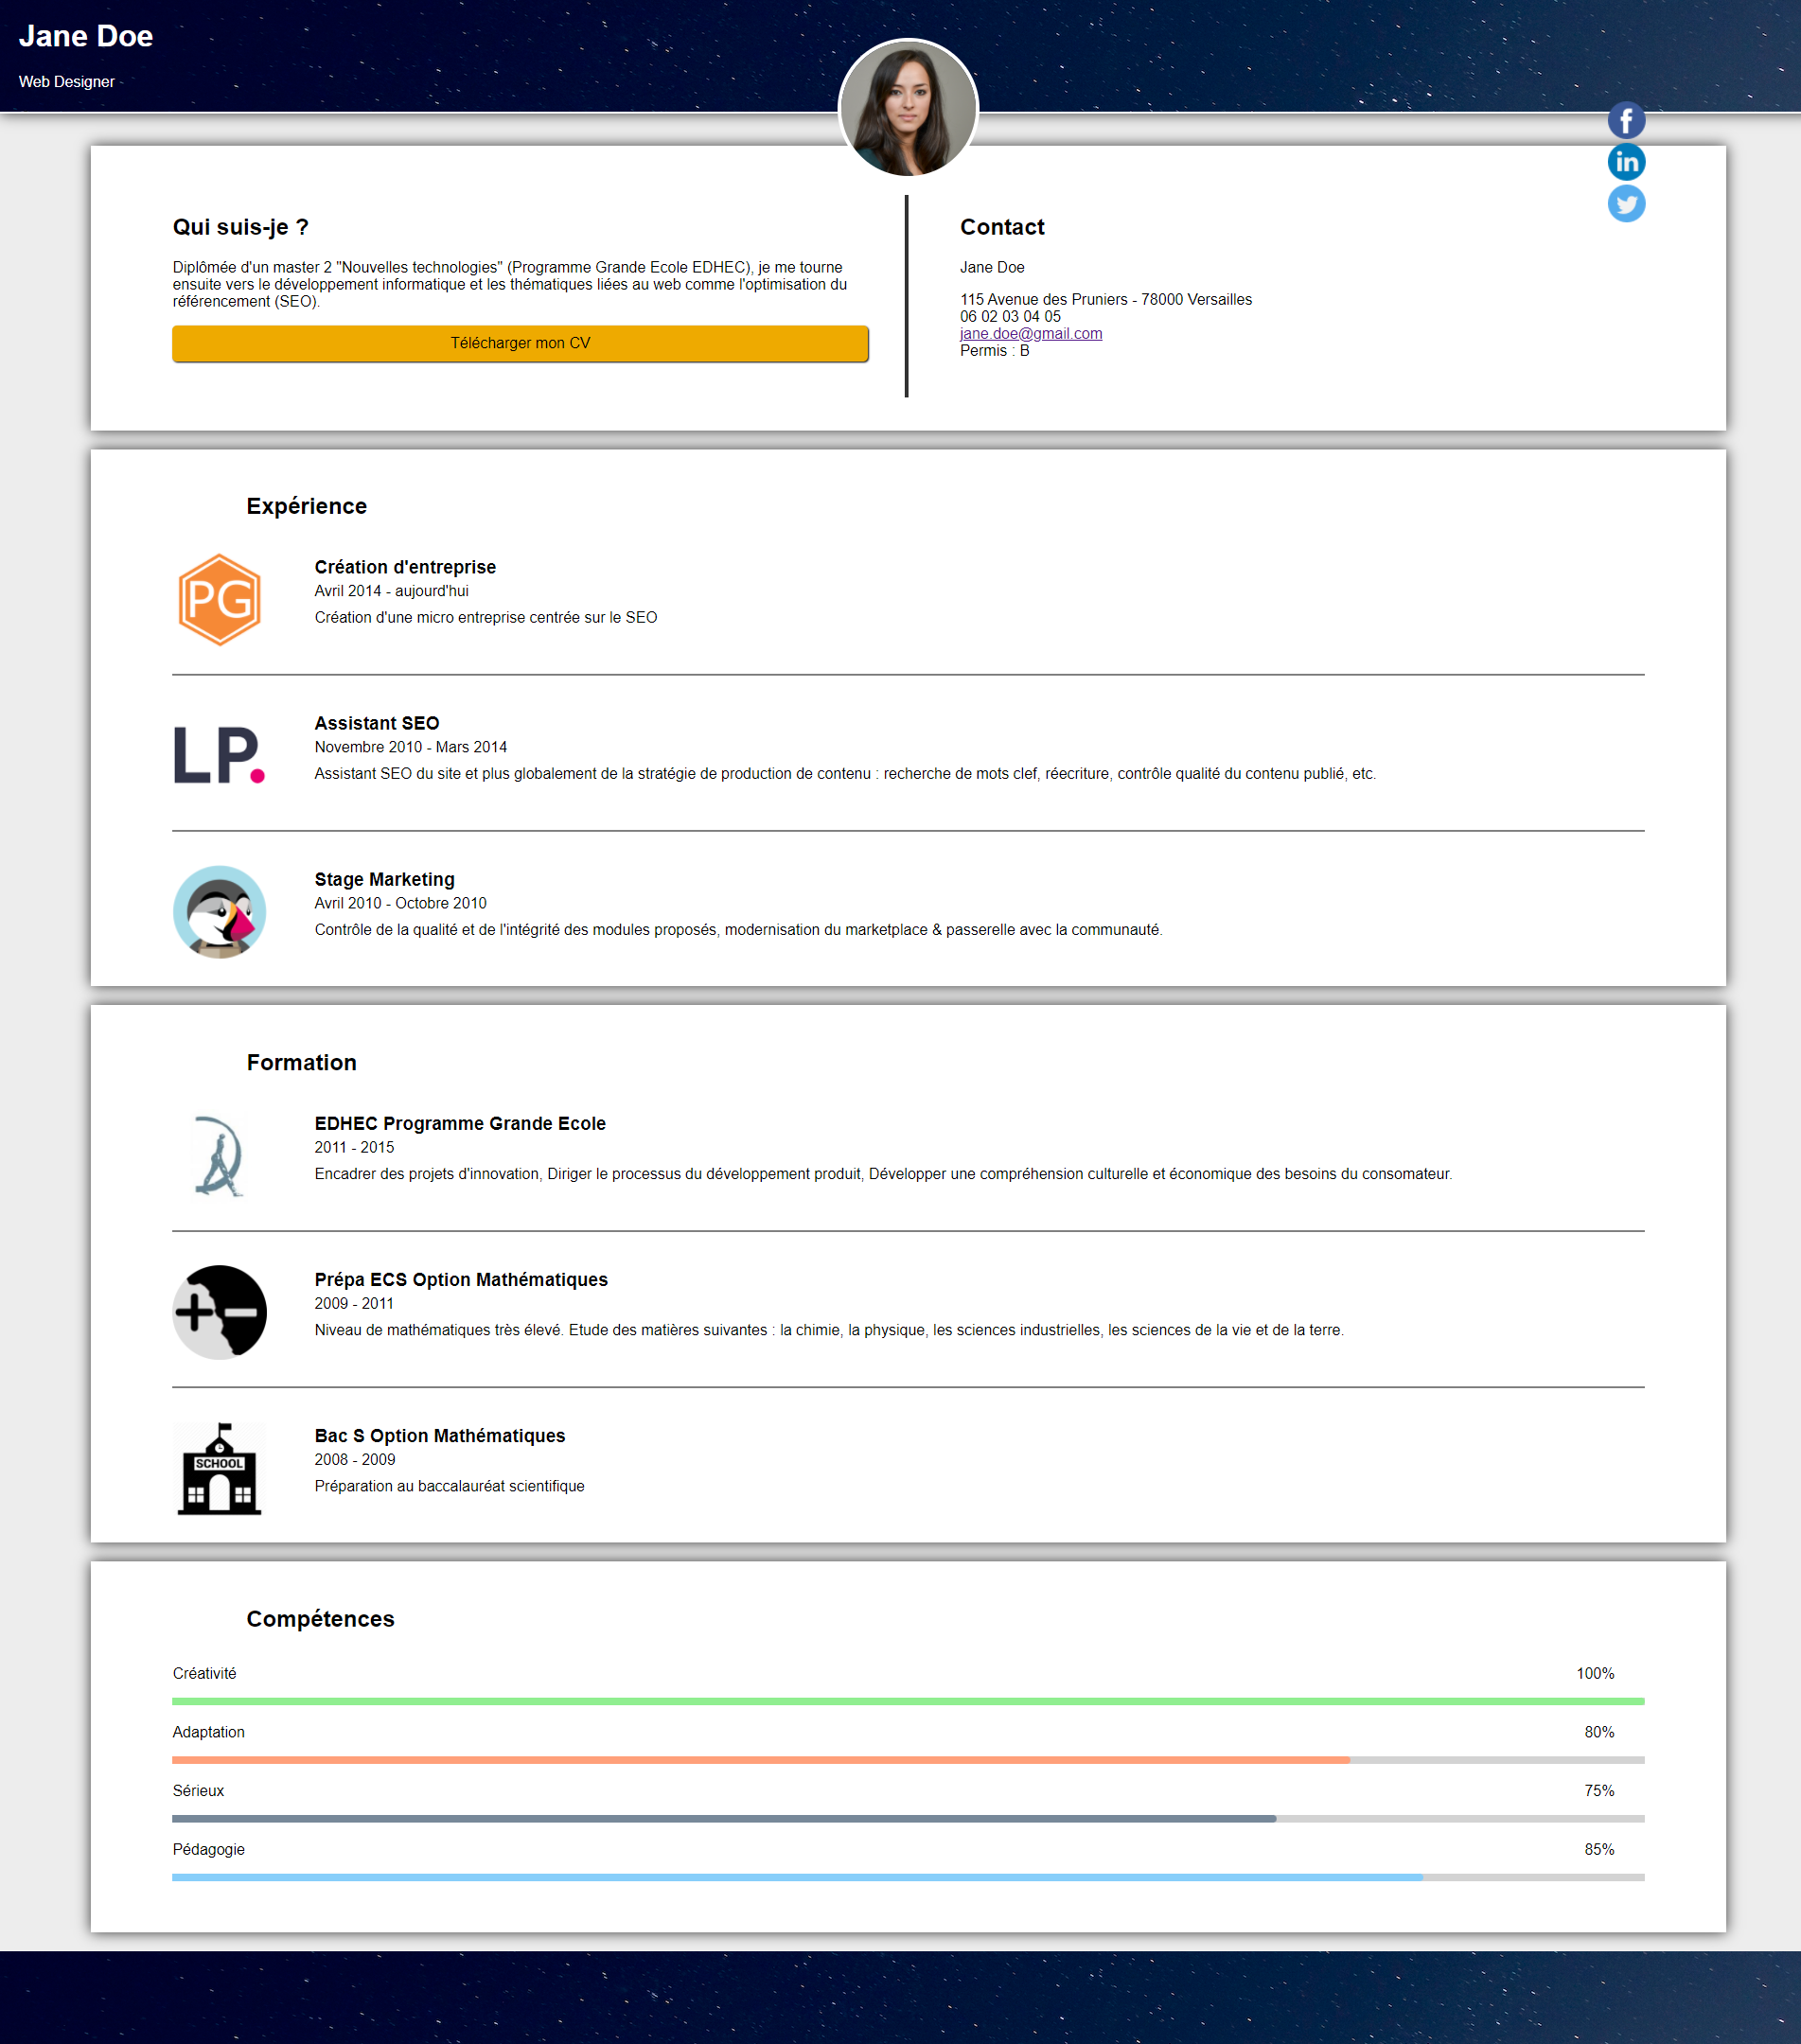 Jane Doe
Web Designer
Qui suis-je ?
Diplômée d'un master 2 "Nouvelles technologies" (Programme Grande Ecole EDHEC), je me tourne
ensuite vers le développement informatique et les thématiques liées au web comme l'optimisation du
référencement (SEO).
Télécharger mon CV
Contact
Jane Doe
115 Avenue des Pruniers - 78000 Versailles
06 02 03 04 05
jane.doe@gmail.com
Permis : B
f
in
Expérience
PG
Création d'entreprise
Avril 2014 - aujourd'hui
Création d'une micro entreprise centrée sur le SEO
LP.
Assistant SEO
Novembre 2010 - Mars 2014
Assistant SEO du site et plus globalement de la stratégie de production de contenu : recherche de mots clef, réecriture, contrôle qualité du contenu publié, etc.
Stage Marketing
Avril 2010 - Octobre 2010
Contrôle de la qualité et de l'intégrité des modules proposés, modernisation du marketplace & passerelle avec la communauté.
Formation
EDHEC Programme Grande Ecole
2011 - 2015
Encadrer des projets d'innovation, Diriger le processus du développement produit, Développer une compréhension culturelle et économique des besoins du consomateur.
Prépa ECS Option Mathématiques
2009 - 2011
Niveau de mathématiques très élevé. Etude des matières suivantes : la chimie, la physique, les sciences industrielles, les sciences de la vie et de la terre.
SCHOOL
Bac S Option Mathématiques
2008 - 2009
Préparation au baccalauréat scientifique
Compétences
Créativité 100%
Adaptation 80%
Sérieux 75%
Pédagogie 85%